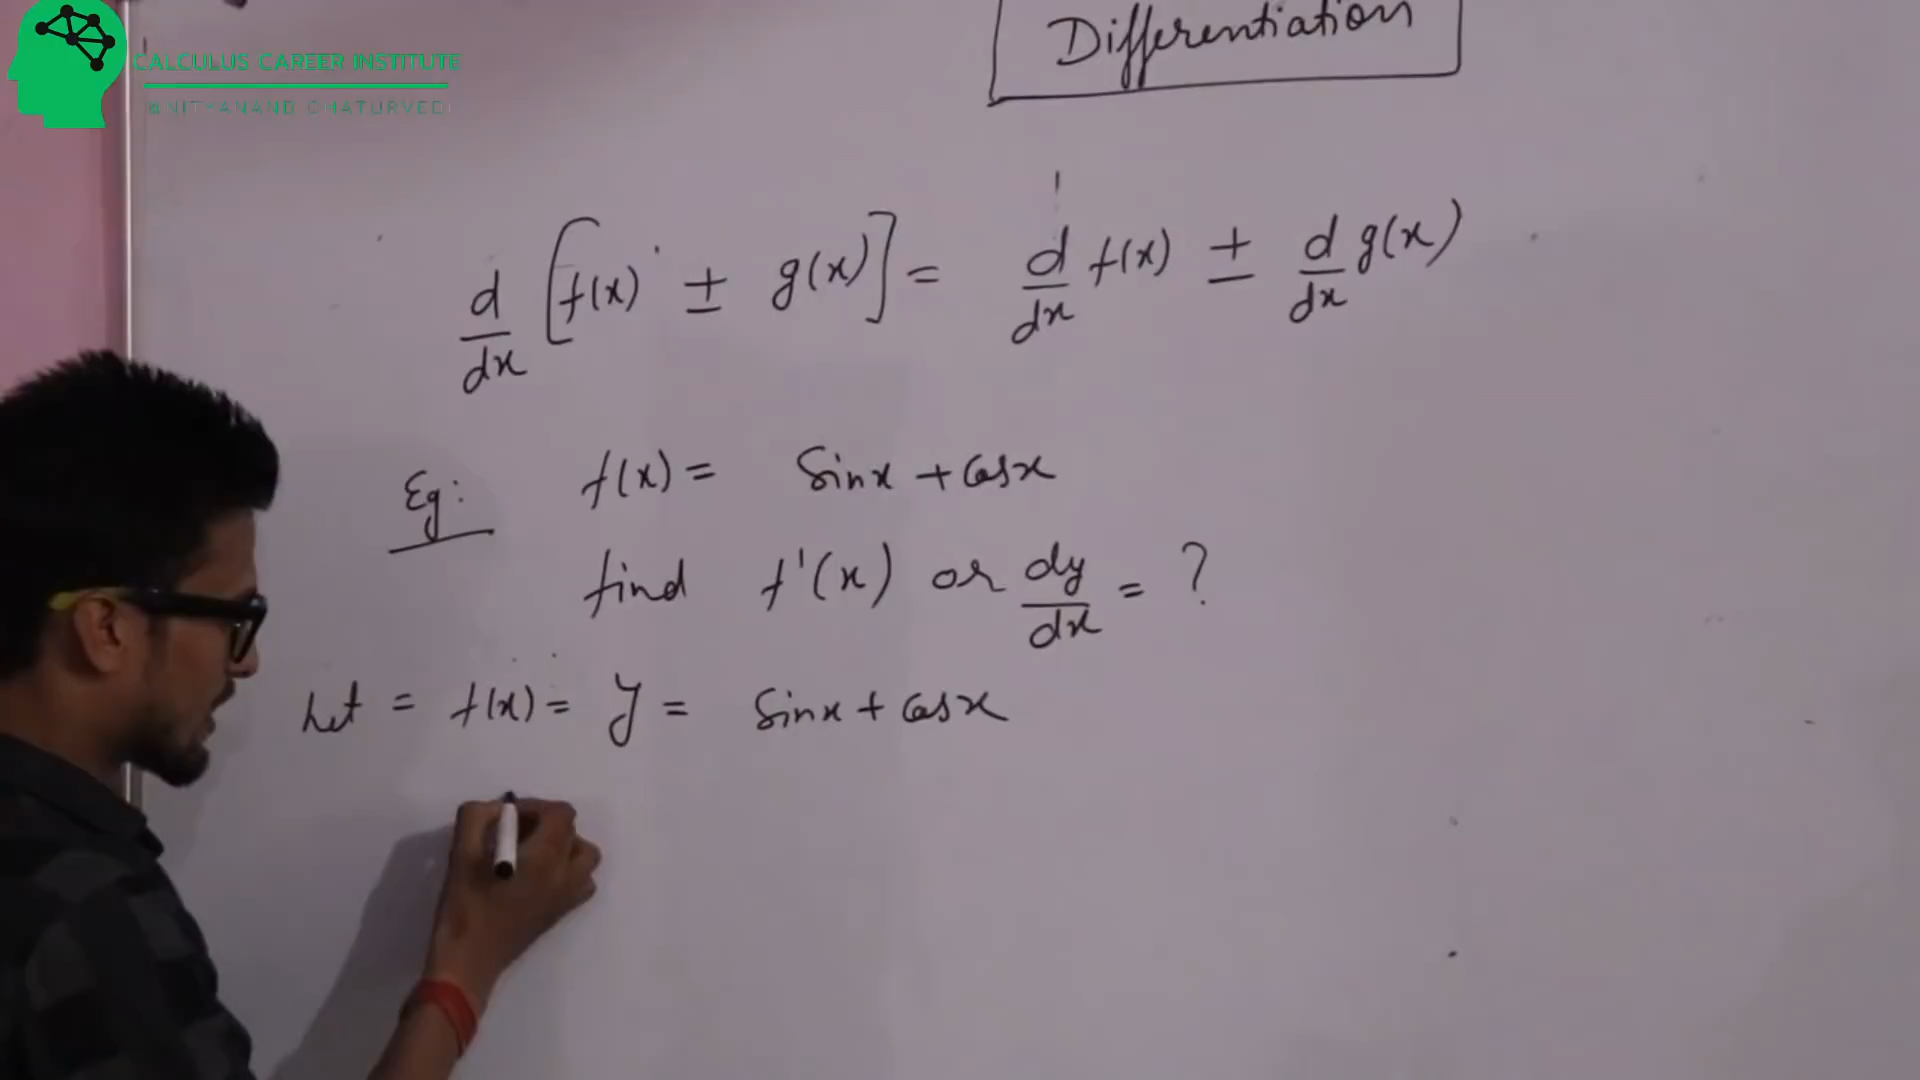 CALCULUS CAREER INSTITUTE
@NITYANAND CHATURVEDI
Differentiation
d/dx [f(x) ± g(x)] = d/dx f(x) ± d/dx g(x)
Eg: f(x) = Sinx + Cosx
find f'(x) or dy/dx = ?
Let = f(x) = y = Sinx + Cosx